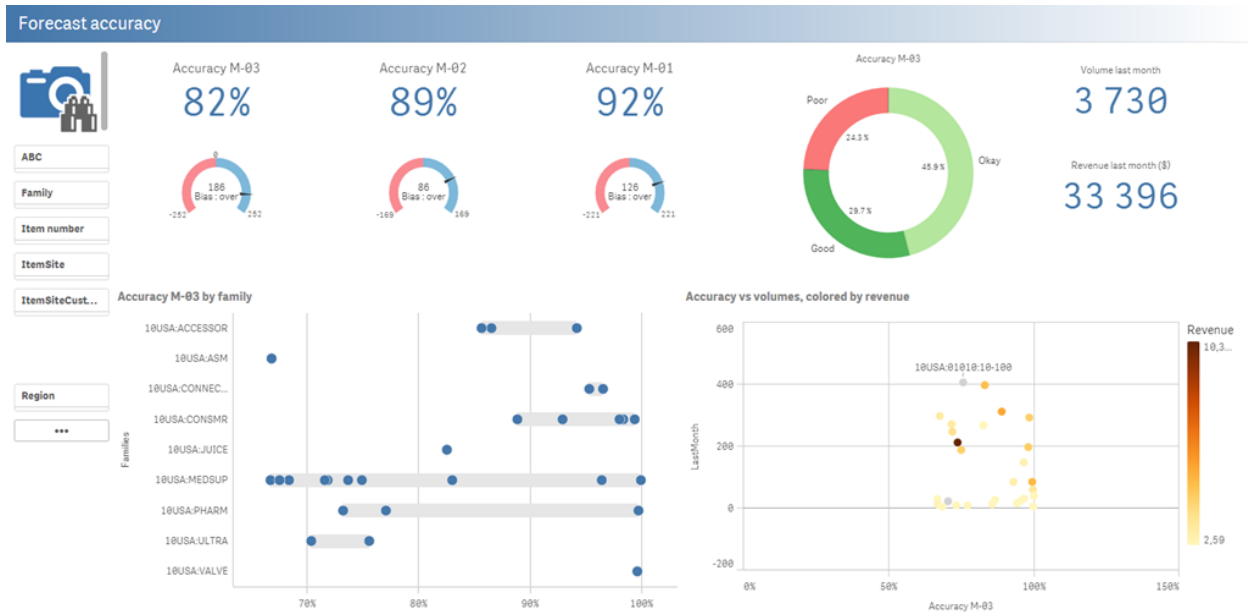 Forecast accuracy
ABC
Family
Item number
ItemSite
ItemSiteCust...
Region
•••
Accuracy M-03
82%
Accuracy M-02
89%
Accuracy M-01
92%
0
186
Bias : over
-252
252
86
Bias : over
-169
169
126
Bias : over
-221
221
Accuracy M-03
Poor
24.3 %
45.9 %
Okay
29.7 %
Good
Volume last month
3 730
Revenue last month ($)
33 396
Accuracy M-03 by family
Families
10USA:ACCESSOR
10USA:ASM
10USA:CONNEC...
10USA:CONSMR
10USA:JUICE
10USA:MEDSUP
10USA:PHARM
10USA:ULTRA
10USA:VALVE
70%
80%
90%
100%
Accuracy vs volumes, colored by revenue
LastMonth
600
400
200
0
-200
10USA:01010:10-100
0%
50%
100%
150%
Accuracy M-03
Revenue
10,3...
2,59